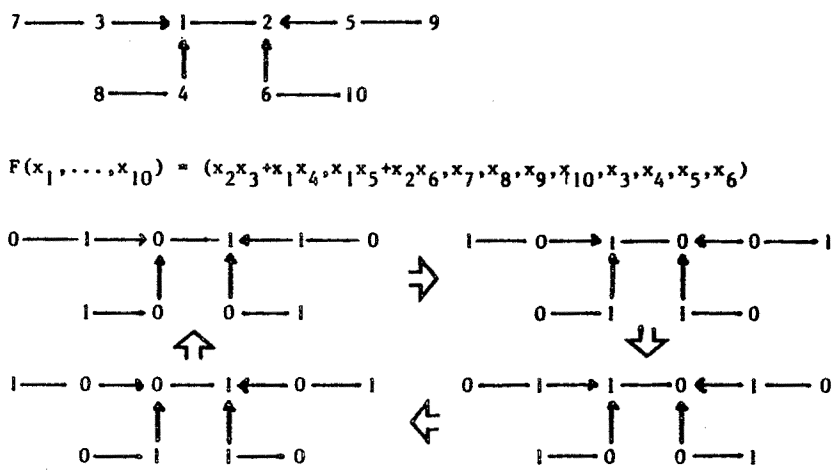 7 3 1 2 5 9
8 4 6 10
F(x₁,...,x₁₀) = (x₂x₃+x₁x₄,x₁x₅+x₂x₆,x₇,x₈,x₉,x₁₀,x₃,x₄,x₅,x₆)
0 1 0 1 1 0 1 0 1 0 0 1
1 0 0 1 0 1 1 0
1 0 0 1 0 1 0 1 1 0 1 0
0 1 1 0 1 0 0 1